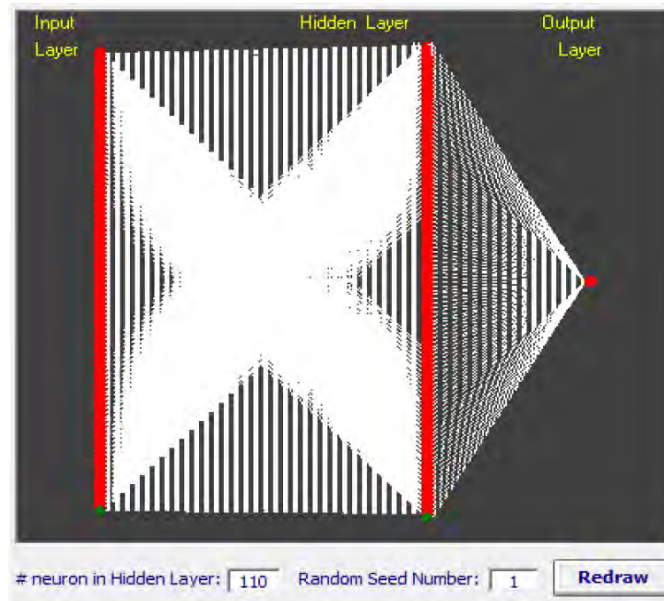 Input Hidden Layer Output
Layer Layer
# neuron in Hidden Layer: 110 Random Seed Number: 1 Redraw